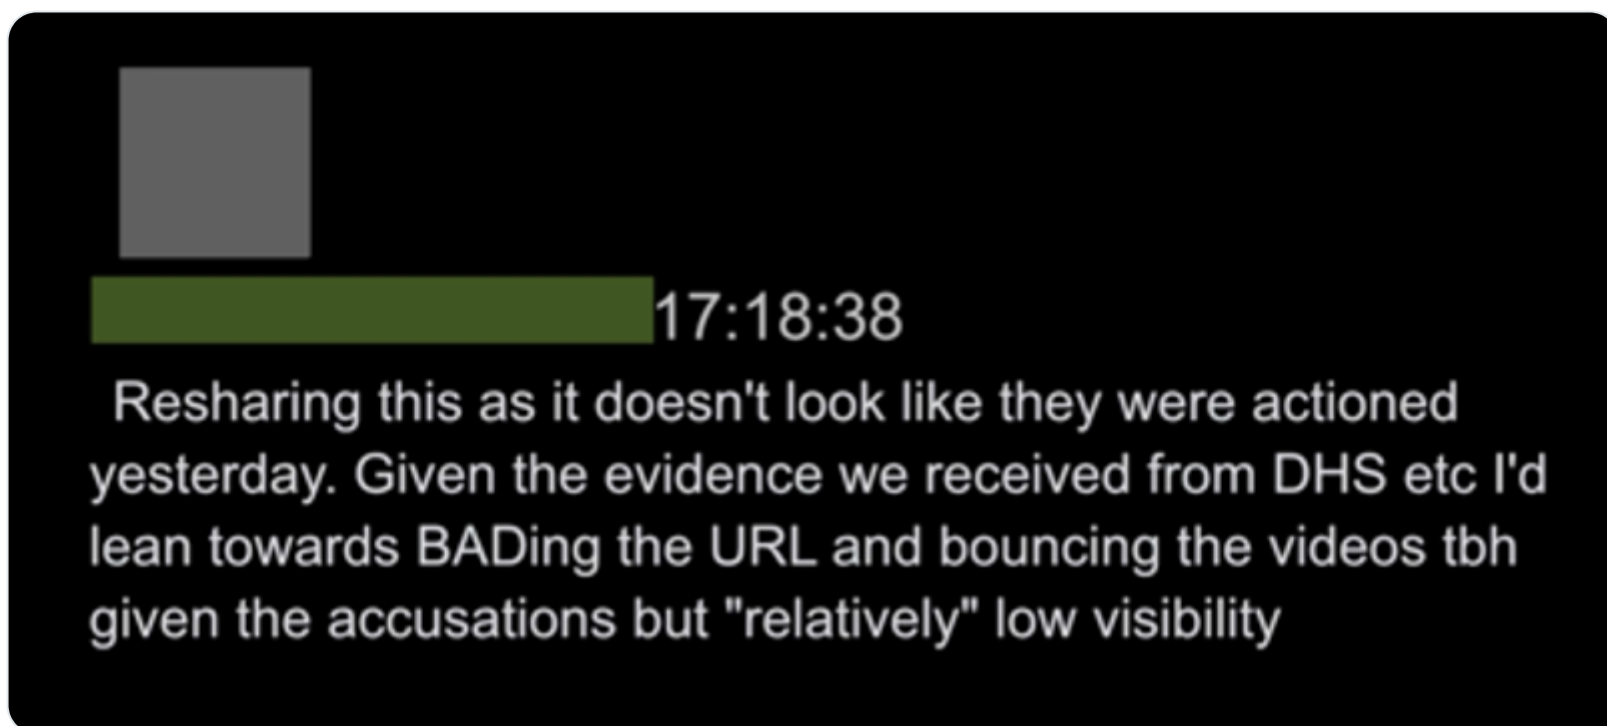 17:18:38
Resharing this as it doesn't look like they were actioned
yesterday. Given the evidence we received from DHS etc I'd
lean towards BADing the URL and bouncing the videos tbh
given the accusations but "relatively" low visibility